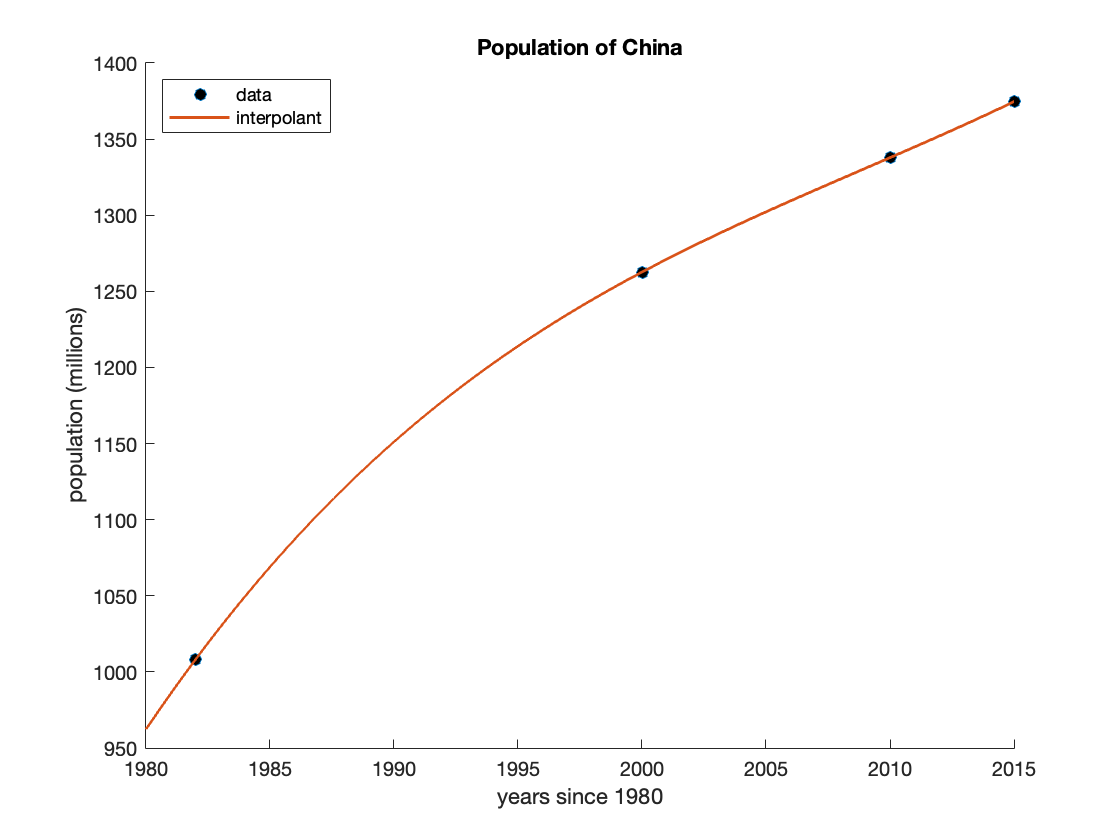 Population of China
data
interpolant
1400
1350
1300
1250
1200
1150
1100
1050
1000
950
population (millions)
1980 1985 1990 1995 2000 2005 2010 2015
years since 1980